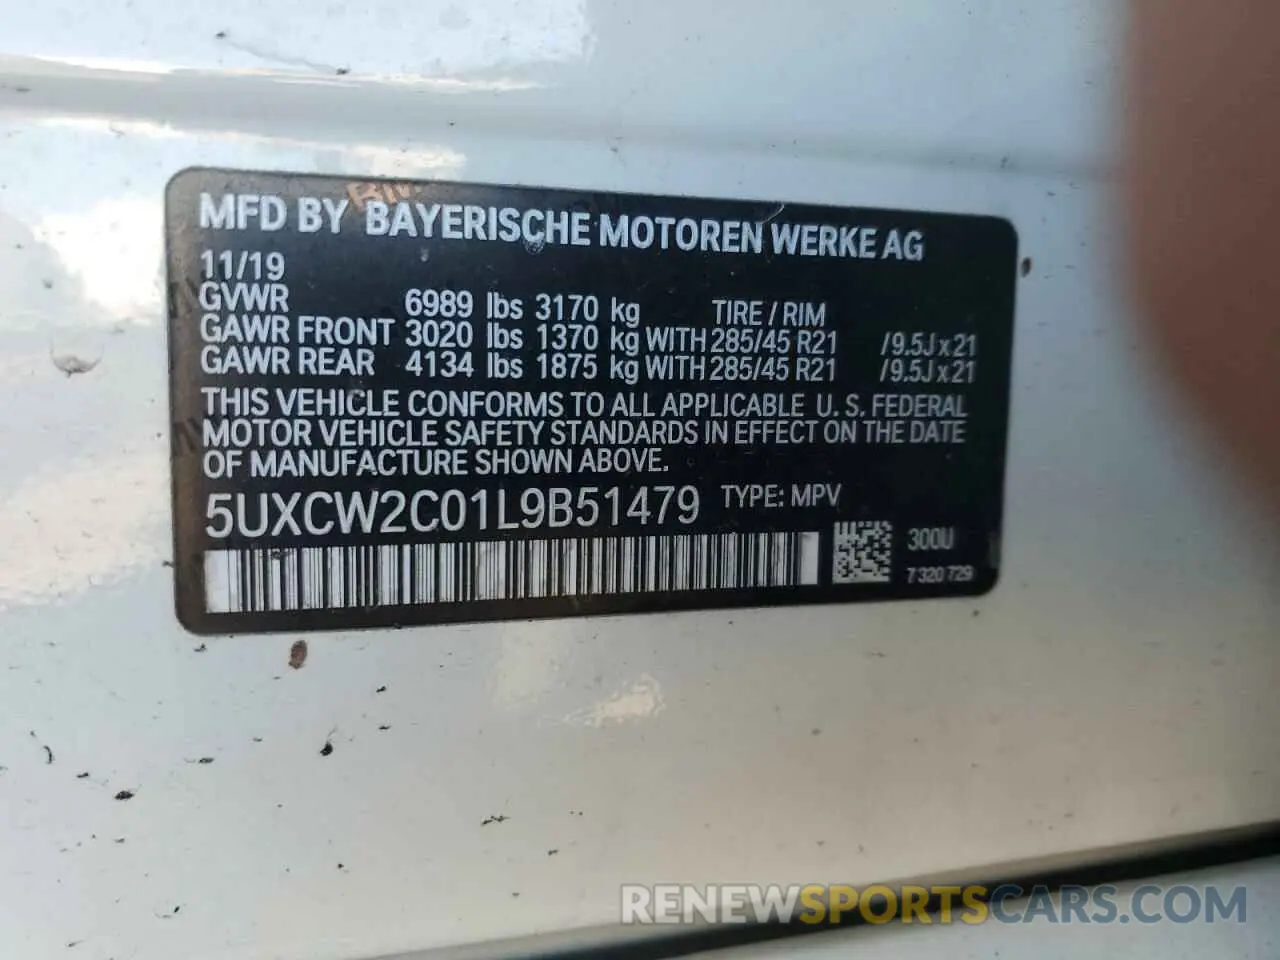 MFD BY BAYERISCHE MOTOREN WERKE AG
11/19
GVWR 6989 lbs 3170 kg TIRE / RIM
GAWR FRONT 3020 lbs 1370 kg WITH 285/45 R21 /9.5J x 21
GAWR REAR 4134 lbs 1875 kg WITH 285/45 R21 /9.5J x 21
THIS VEHICLE CONFORMS TO ALL APPLICABLE U. S. FEDERAL
MOTOR VEHICLE SAFETY STANDARDS IN EFFECT ON THE DATE
OF MANUFACTURE SHOWN ABOVE.
5UXCW2C01L9B51479 TYPE: MPV
300U
7 320 729
RENEWSPORTSCARS.COM